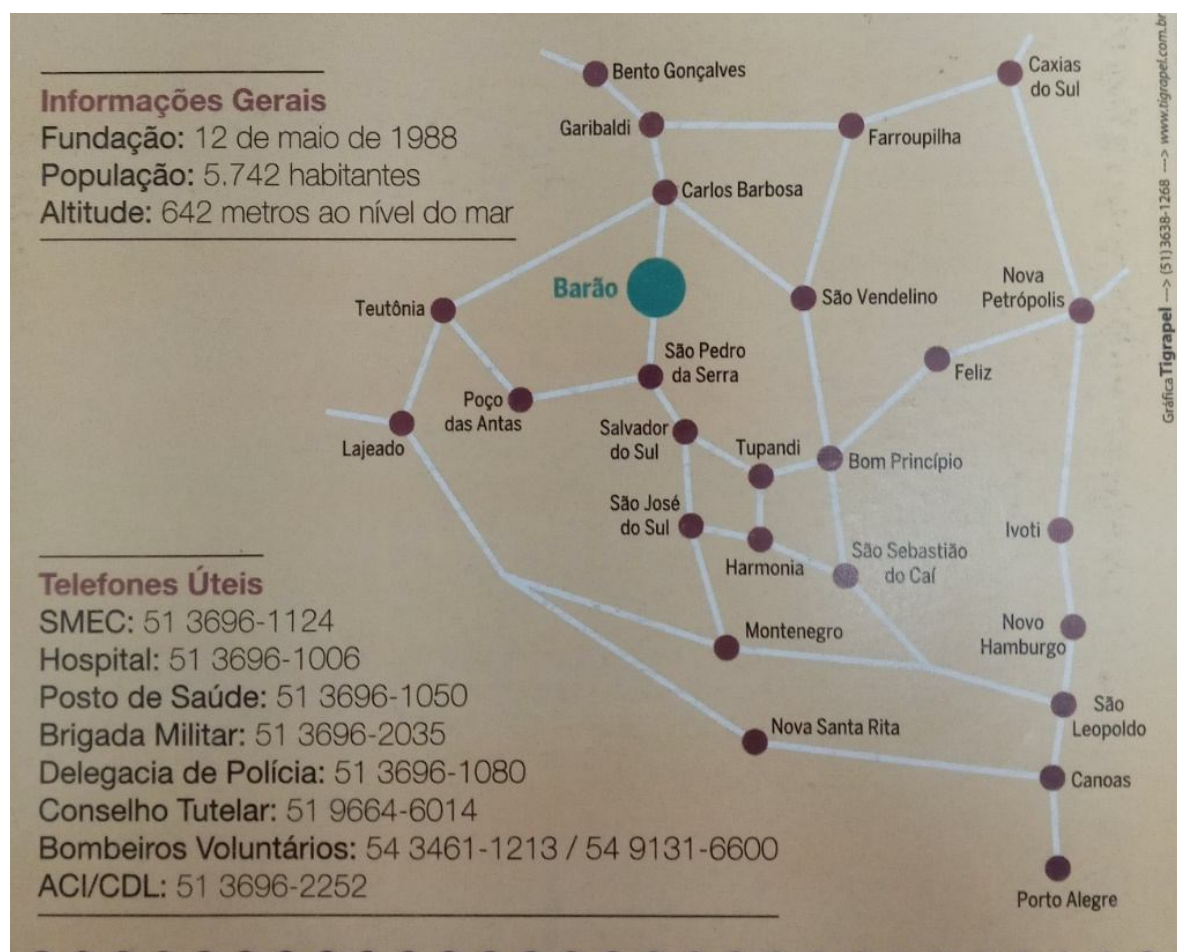 Informações Gerais
Fundação: 12 de maio de 1988
População: 5.742 habitantes
Altitude: 642 metros ao nível do mar
Telefones Úteis
SMEC: 51 3696-1124
Hospital: 51 3696-1006
Posto de Saúde: 51 3696-1050
Brigada Militar: 51 3696-2035
Delegacia de Polícia: 51 3696-1080
Conselho Tutelar: 51 9664-6014
Bombeiros Voluntários: 54 3461-1213 / 54 9131-6600
ACI/CDL: 51 3696-2252
Bento Gonçalves
Caxias
do Sul
Garibaldi
Farroupilha
Carlos Barbosa
Barão
Teutônia
São Vendelino
Nova
Petrópolis
São Pedro
da Serra
Feliz
Poço
das Antas
Lajeado
Salvador
do Sul
Tupandi
Bom Princípio
São José
do Sul
Harmonia
São Sebastião
do Caí
Ivoti
Montenegro
Novo
Hamburgo
Nova Santa Rita
São
Leopoldo
Canoas
Porto Alegre
Gráfica Tigrapel ---> (51) 3638-1268 ---> www.tigrapel.com.br